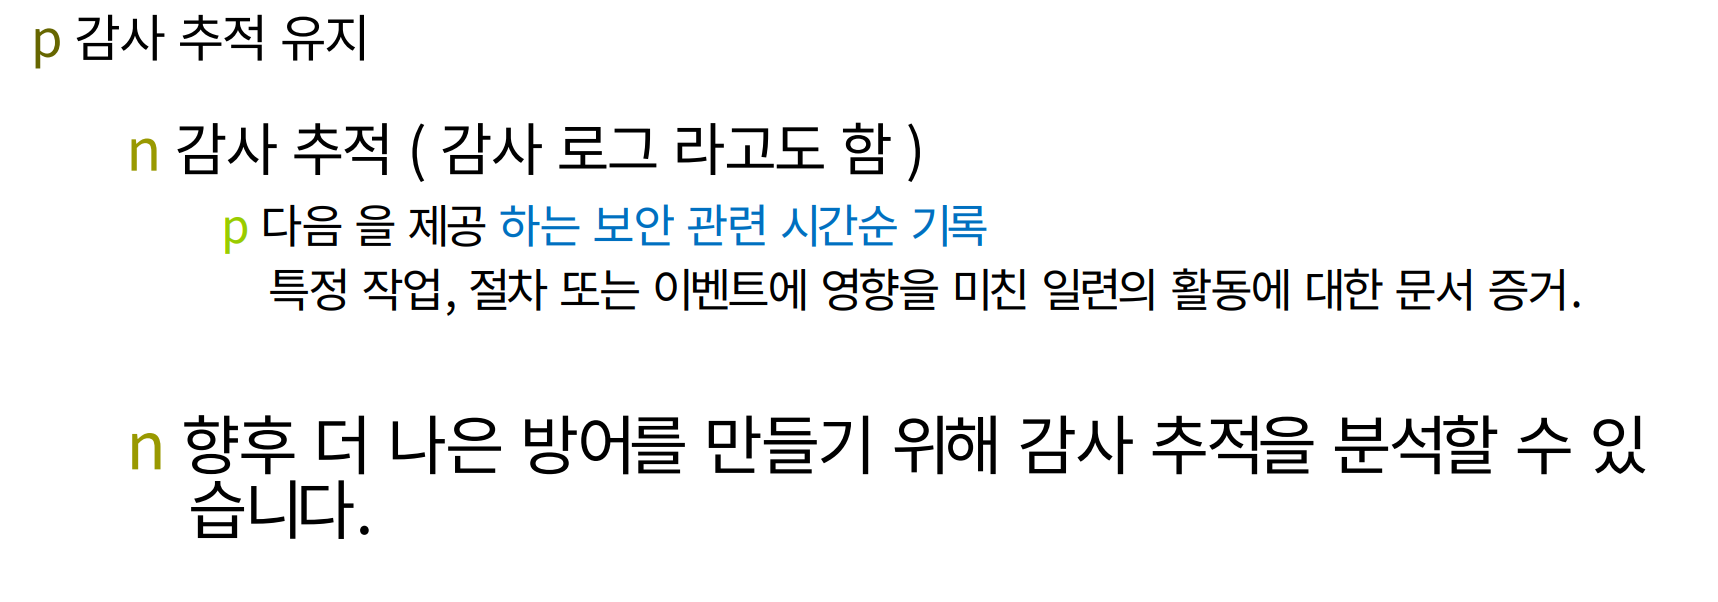 p 감사 추적 유지
n 감사 추적 ( 감사 로그 라고도 함 )
p 다음 을 제공 하는 보안 관련 시간순 기록
특정 작업, 절차 또는 이벤트에 영향을 미친 일련의 활동에 대한 문서 증거.
n 향후 더 나은 방어를 만들기 위해 감사 추적을 분석할 수 있
습니다.